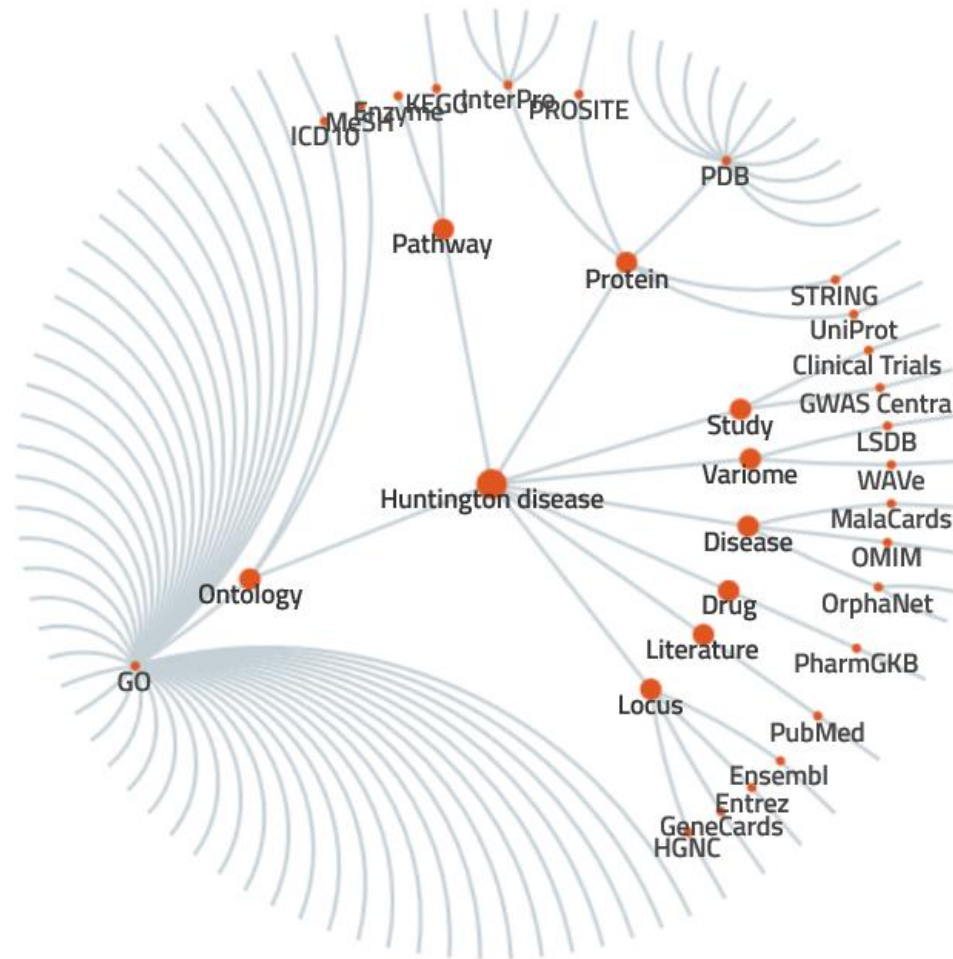 KEGG
InterPro
Enzyme
PROSITE
MeSH
ICD10
PDB
Pathway
Protein
STRING
UniProt
Clinical Trials
GWAS Centra
Study
LSDB
Variome
WAVe
Huntington disease
MalaCards
Disease
OMIM
Ontology
Drug
OrphaNet
Literature
PharmGKB
GO
Locus
PubMed
Ensembl
Entrez
GeneCards
HGNC